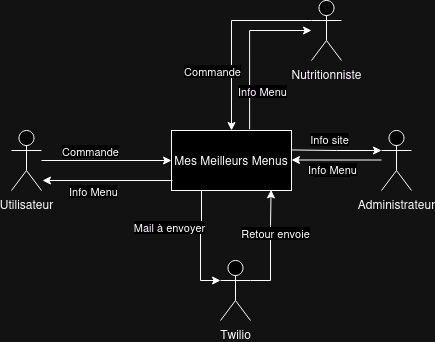 Nutritionniste
Commande
Info Menu
Info site
Commande
Mes Meilleurs Menus
Info Menu
Info Menu
Utilisateur
Administrateur
Mail à envoyer
Retour envoie
Twilio